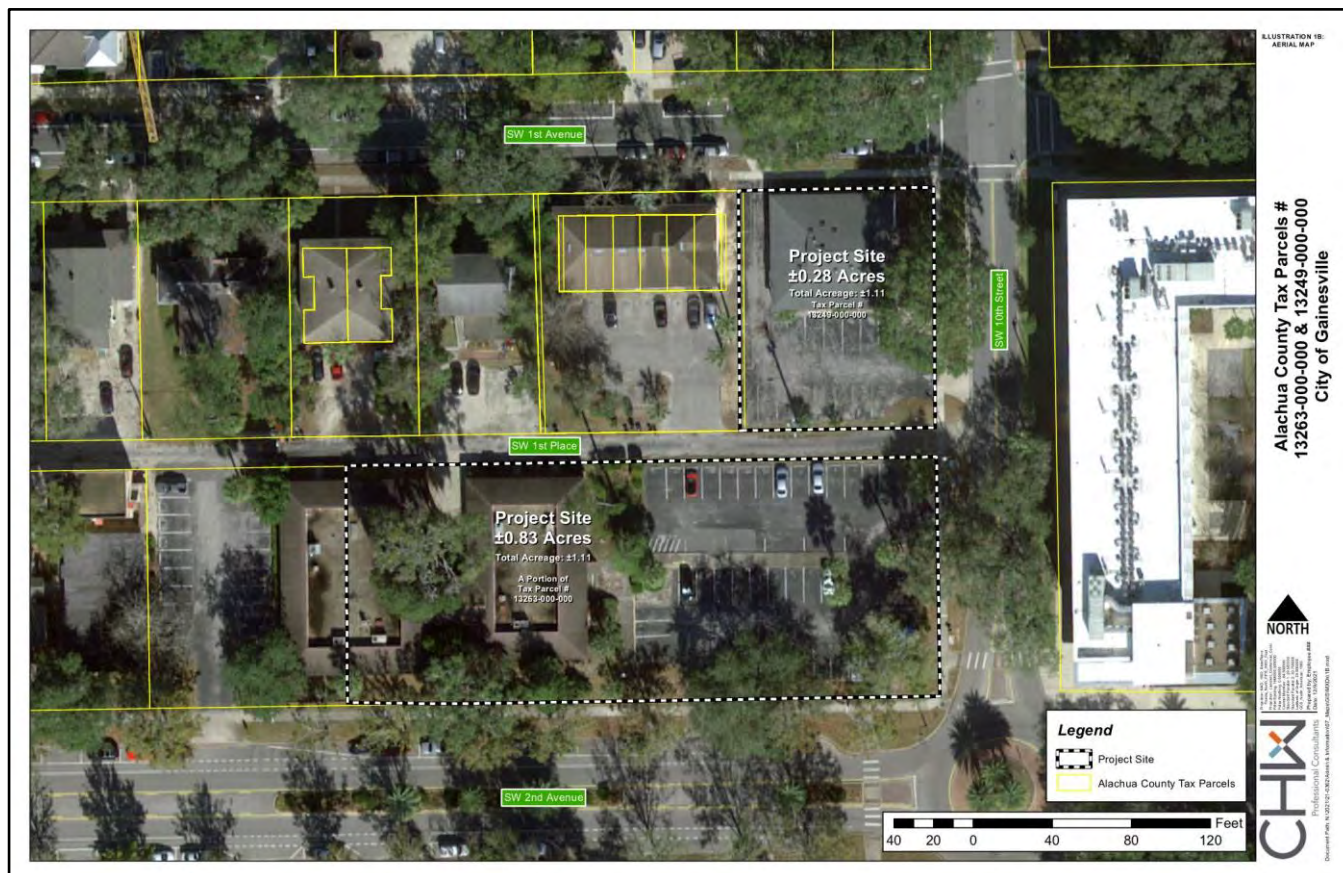 ILLUSTRATION 1B:
AERIAL MAP
Alachua County Tax Parcels #
13263-000-000 & 13249-000-000
City of Gainesville
SW 1st Avenue
Project Site
±0.28 Acres
Total Acreage: ±1.11
Tax Parcel #
13249-000-000
SW 10th Street
SW 1st Place
Project Site
±0.83 Acres
Total Acreage: ±1.11
A Portion of
Tax Parcel #
13263-000-000
SW 2nd Avenue
Legend
Project Site
Alachua County Tax Parcels
40 20 0 40 80 120 Feet
NORTH
CHW
Professional Consultants